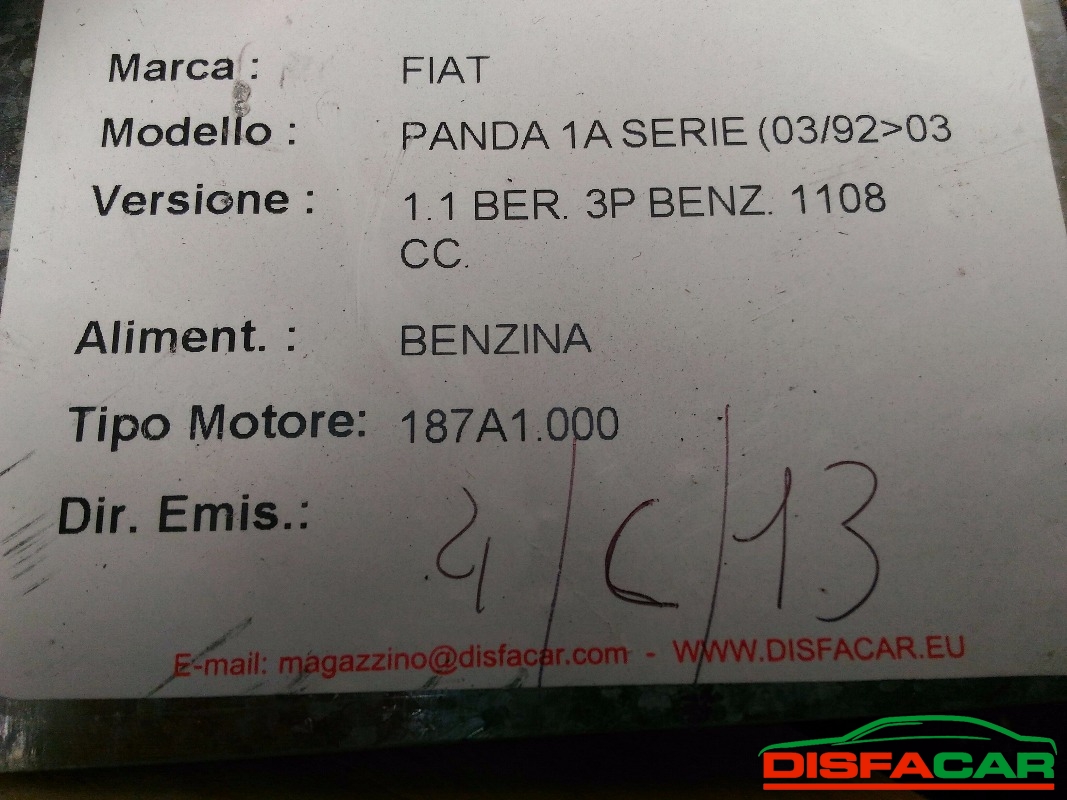 Marca : FIAT
Modello : PANDA 1A SERIE (03/92>03
Versione : 1.1 BER. 3P BENZ. 1108
CC.
Aliment. : BENZINA
Tipo Motore: 187A1.000
Dir. Emis.:
4/C/13
E-mail: magazzino@disfacar.com - WWW.DISFACAR.EU
DISFACAR